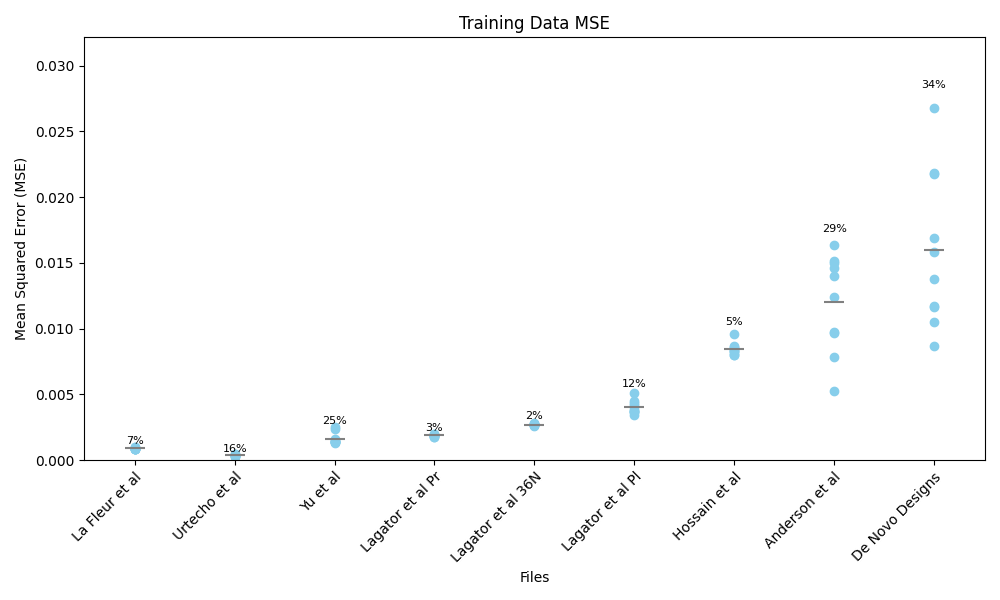 Training Data MSE
Mean Squared Error (MSE)
0.030
0.025
0.020
0.015
0.010
0.005
0.000
7%
16%
25%
3%
2%
12%
5%
29%
34%
La Fleur et al
Urtecho et al
Yu et al
Lagator et al Pr
Lagator et al 36N
Lagator et al Pl
Hossain et al
Anderson et al
De Novo Designs
Files